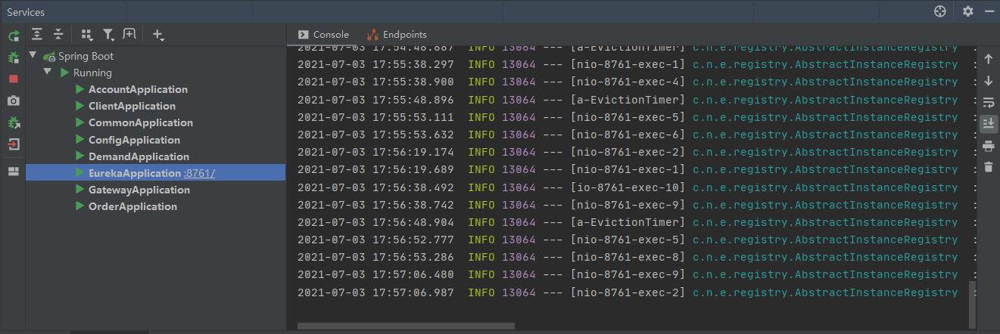 Services
Console Endpoints
Spring Boot
Running
AccountApplication
ClientApplication
CommonApplication
ConfigApplication
DemandApplication
EurekaApplication :8761/
GatewayApplication
OrderApplication
2021-07-03 17:54:48.887 INFO 13064 --- [a-EvictionTimer] c.n.e.registry.AbstractInstanceRegistry :
2021-07-03 17:55:38.297 INFO 13064 --- [nio-8761-exec-1] c.n.e.registry.AbstractInstanceRegistry :
2021-07-03 17:55:38.900 INFO 13064 --- [nio-8761-exec-4] c.n.e.registry.AbstractInstanceRegistry :
2021-07-03 17:55:48.896 INFO 13064 --- [a-EvictionTimer] c.n.e.registry.AbstractInstanceRegistry :
2021-07-03 17:55:53.111 INFO 13064 --- [nio-8761-exec-5] c.n.e.registry.AbstractInstanceRegistry :
2021-07-03 17:55:53.632 INFO 13064 --- [nio-8761-exec-6] c.n.e.registry.AbstractInstanceRegistry :
2021-07-03 17:56:19.174 INFO 13064 --- [nio-8761-exec-2] c.n.e.registry.AbstractInstanceRegistry :
2021-07-03 17:56:19.689 INFO 13064 --- [nio-8761-exec-1] c.n.e.registry.AbstractInstanceRegistry :
2021-07-03 17:56:38.492 INFO 13064 --- [io-8761-exec-10] c.n.e.registry.AbstractInstanceRegistry :
2021-07-03 17:56:38.742 INFO 13064 --- [nio-8761-exec-9] c.n.e.registry.AbstractInstanceRegistry :
2021-07-03 17:56:48.904 INFO 13064 --- [a-EvictionTimer] c.n.e.registry.AbstractInstanceRegistry :
2021-07-03 17:56:52.777 INFO 13064 --- [nio-8761-exec-5] c.n.e.registry.AbstractInstanceRegistry :
2021-07-03 17:56:53.286 INFO 13064 --- [nio-8761-exec-8] c.n.e.registry.AbstractInstanceRegistry :
2021-07-03 17:57:06.480 INFO 13064 --- [nio-8761-exec-9] c.n.e.registry.AbstractInstanceRegistry :
2021-07-03 17:57:06.987 INFO 13064 --- [nio-8761-exec-2] c.n.e.registry.AbstractInstanceRegistry :